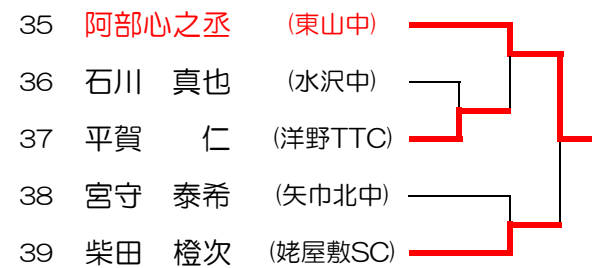 35 阿部心之丞 (東山中)
36 石川 真也 (水沢中)
37 平賀 仁 (洋野TTC)
38 宮守 泰希 (矢巾北中)
39 柴田 橙次 (姥屋敷SC)